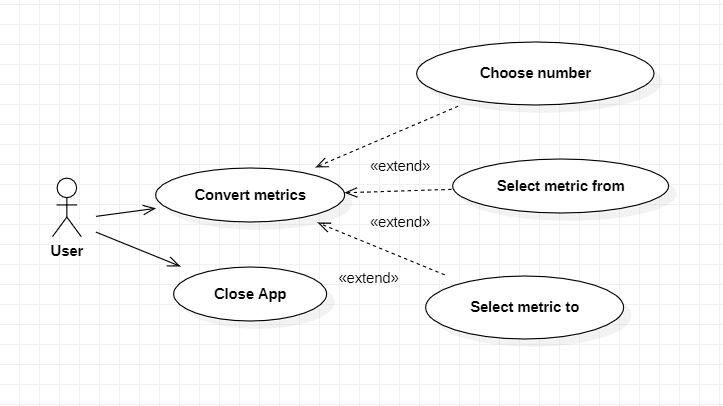 Choose number
«extend»
Convert metrics
Select metric from
«extend»
User
«extend»
Close App
Select metric to